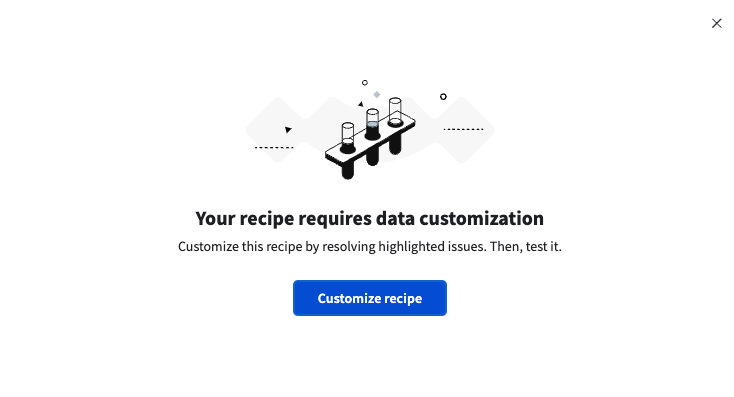 Your recipe requires data customization
Customize this recipe by resolving highlighted issues. Then, test it.
Customize recipe